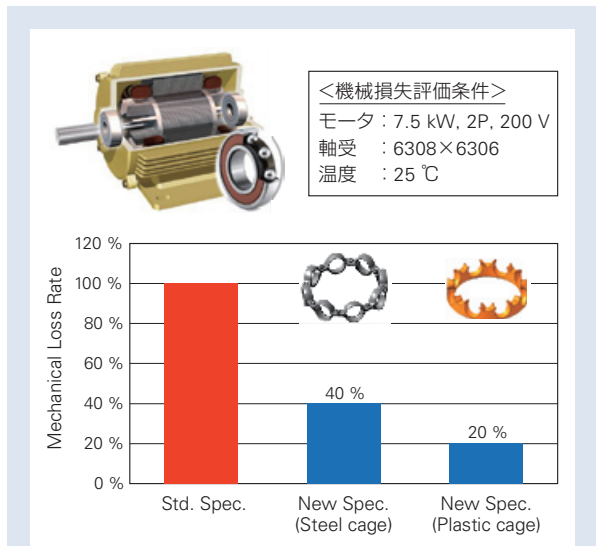 ＜機械損失評価条件＞
モータ：7.5 kW, 2P, 200 V
軸受　：6308×6306
温度　：25 ℃
Mechanical Loss Rate
120 %
100 %
80 %
60 %
40 %
20 %
0 %
40 %
20 %
Std. Spec.
New Spec.
(Steel cage)
New Spec.
(Plastic cage)